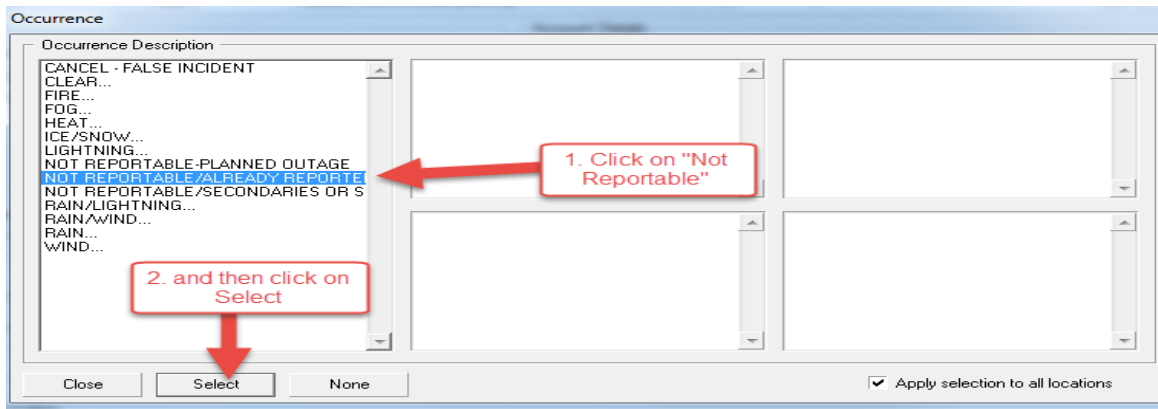 Occurrence
Occurrence Description
CANCEL - FALSE INCIDENT
CLEAR...
FIRE...
FOG...
HEAT...
ICE/SNOW...
LIGHTNING...
NOT REPORTABLE-PLANNED OUTAGE
NOT REPORTABLE/ALREADY REPORTE
NOT REPORTABLE/SECONDARIES OR S
RAIN/LIGHTNING...
RAIN/WIND...
RAIN...
WIND...
1. Click on "Not
Reportable"
2. and then click on
Select
Close
Select
None
Apply selection to all locations